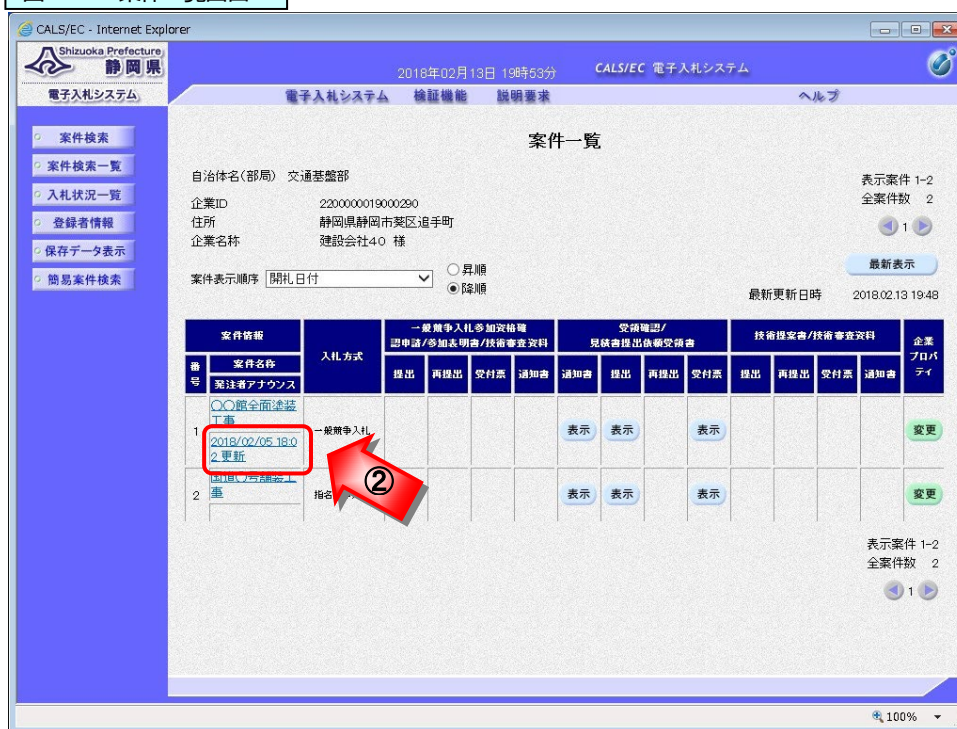 CALS/EC - Internet Explorer
Shizuoka Prefecture
静岡県
電子入札システム
2018年02月13日 19時53分
CALS/EC 電子入札システム
電子入札システム 検証機能 説明要求 ヘルプ
案件検索
案件検索一覧
入札状況一覧
登録者情報
保存データ表示
簡易案件検索
案件一覧
自治体名(部局) 交通基盤部
企業ID 2200000019000290
住所 静岡県静岡市葵区追手町
企業名称 建設会社40 様
表示案件 1-2
全案件数 2
1
最新表示
案件表示順序 開札日付
昇順
降順
最新更新日時 2018.02.13 19:48
案件情報
番号
案件名称
発注者アナウンス
入札方式
一般競争入札参加資格確認申請/参加表明書/技術審査資料
提出 再提出 受付票 通知書
受領確認/見積書提出依頼受領書
通知書 提出 再提出 受付票
技術提案書/技術審査資料
提出 再提出 受付票 通知書
企業プロパティ
1
〇〇館全面塗装
工事
2018/02/05 18:0
2 更新
一般競争入札
表示 表示 表示 変更
②
2
国道〇号舗装工
事
指名
表示 表示 表示 変更
表示案件 1-2
全案件数 2
1
100%